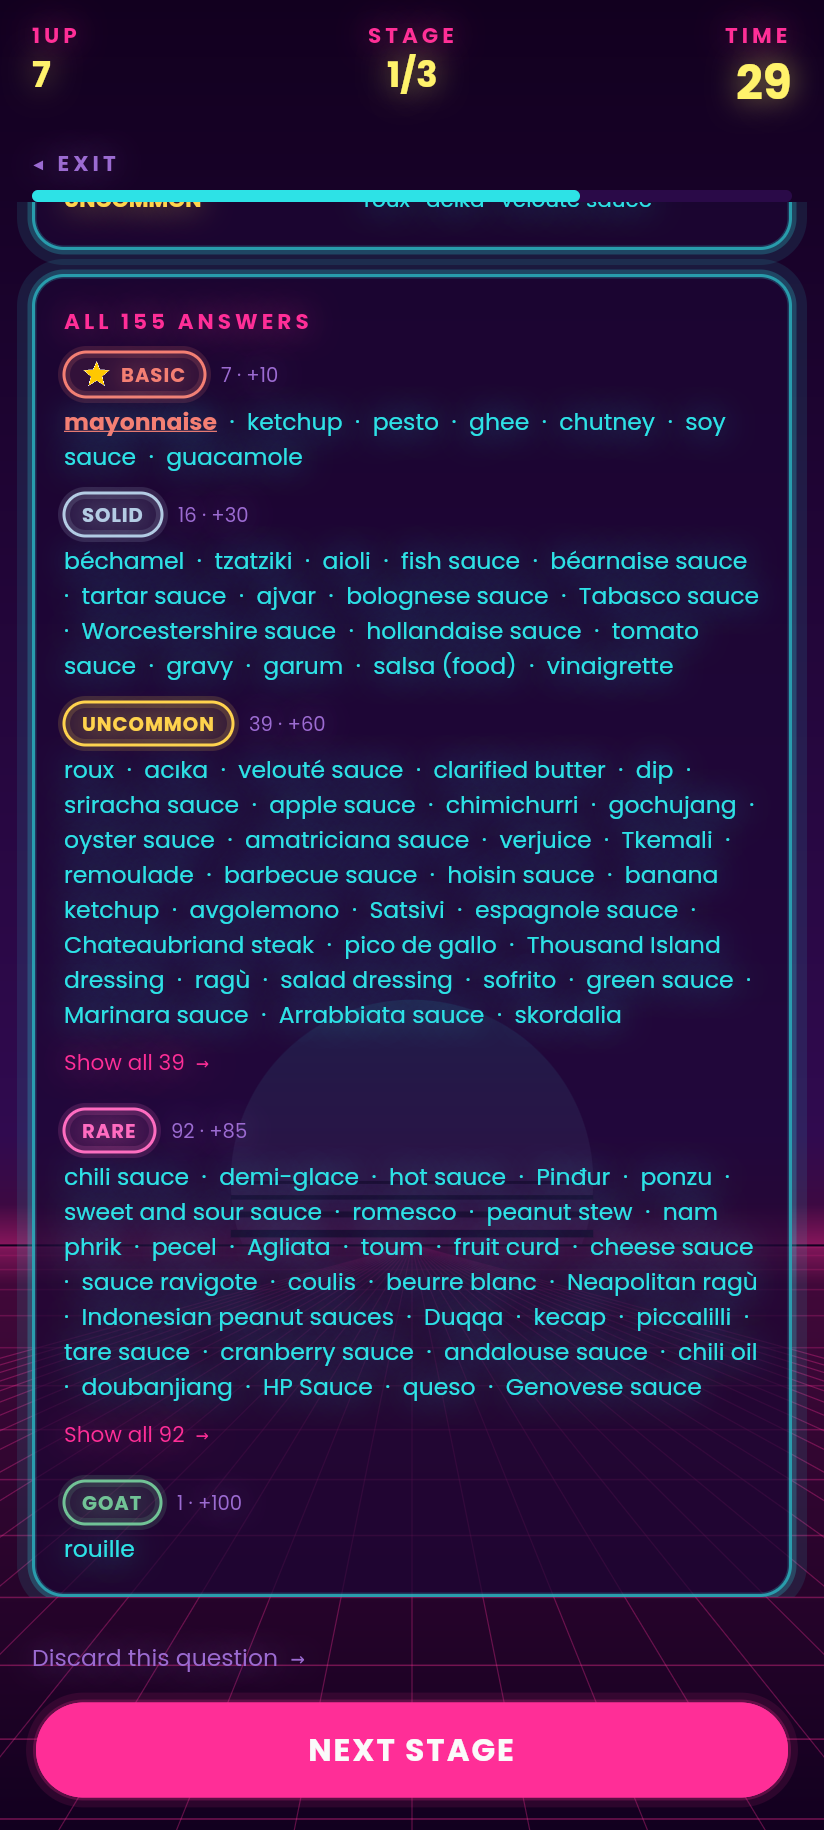 1UP
STAGE
TIME
7
1/3
29
◂ EXIT
UNCOMMON
roux · acıka · velouté sauce
ALL 155 ANSWERS
⭐ BASIC 7 · +10
mayonnaise · ketchup · pesto · ghee · chutney · soy
sauce · guacamole
SOLID 16 · +30
béchamel · tzatziki · aioli · fish sauce · béarnaise sauce
· tartar sauce · ajvar · bolognese sauce · Tabasco sauce
· Worcestershire sauce · hollandaise sauce · tomato
sauce · gravy · garum · salsa (food) · vinaigrette
UNCOMMON 39 · +60
roux · acıka · velouté sauce · clarified butter · dip ·
sriracha sauce · apple sauce · chimichurri · gochujang ·
oyster sauce · amatriciana sauce · verjuice · Tkemali ·
remoulade · barbecue sauce · hoisin sauce · banana
ketchup · avgolemono · Satsivi · espagnole sauce ·
Chateaubriand steak · pico de gallo · Thousand Island
dressing · ragù · salad dressing · sofrito · green sauce ·
Marinara sauce · Arrabbiata sauce · skordalia
Show all 39 →
RARE 92 · +85
chili sauce · demi-glace · hot sauce · Pinđur · ponzu ·
sweet and sour sauce · romesco · peanut stew · nam
phrik · pecel · Agliata · toum · fruit curd · cheese sauce
· sauce ravigote · coulis · beurre blanc · Neapolitan ragù
· Indonesian peanut sauces · Duqqa · kecap · piccalilli ·
tare sauce · cranberry sauce · andalouse sauce · chili oil
· doubanjiang · HP Sauce · queso · Genovese sauce
Show all 92 →
GOAT 1 · +100
rouille
Discard this question →
NEXT STAGE